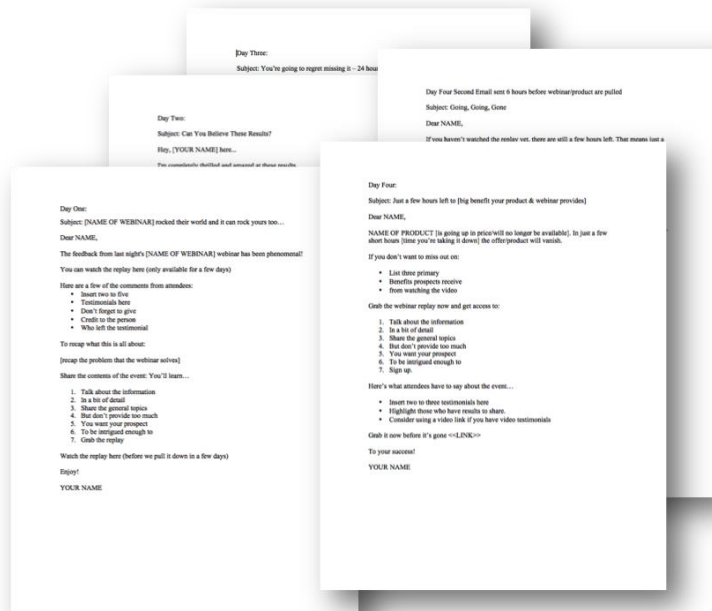 Day Three:
Subject: You're going to regret missing it – 24 hour
Day Two:
Subject: Can You Believe These Results?
Hey, [YOUR NAME] here...
I'm completely thrilled and amazed at these results
Day Four Second Email sent 6 hours before webinar/product are pulled
Subject: Going, Going, Gone
Dear NAME,
If you haven't watched the replay yet, there are still a few hours left. That means just a
Day One:
Subject: [NAME OF WEBINAR] rocked their world and it can rock yours too…
Dear NAME,
The feedback from last night's [NAME OF WEBINAR] webinar has been phenomenal!
You can watch the replay here (only available for a few days)
Here are a few of the comments from attendees:
• Insert two to five
• Testimonials here
• Don't forget to give
• Credit to the person
• Who left the testimonial
To recap what this is all about:
[recap the problem that the webinar solves]
Share the contents of the event: You'll learn…
1. Talk about the information
2. In a bit of detail
3. Share the general topics
4. But don't provide too much
5. You want your prospect
6. To be intrigued enough to
7. Grab the replay
Watch the replay here (before we pull it down in a few days)
Enjoy!
YOUR NAME
Day Four:
Subject: Just a few hours left to [big benefit your product & webinar provides]
Dear NAME,
NAME OF PRODUCT [is going up in price/will no longer be available]. In just a few
short hours [time you're taking it down] the offer/product will vanish.
If you don't want to miss out on:
• List three primary
• Benefits prospects receive
• from watching the video
Grab the webinar replay now and get access to:
1. Talk about the information
2. In a bit of detail
3. Share the general topics
4. But don't provide too much
5. You want your prospect
6. To be intrigued enough to
7. Sign up.
Here's what attendees have to say about the event…
• Insert two to three testimonials here
• Highlight those who have results to share.
• Consider using a video link if you have video testimonials
Grab it now before it's gone <<LINK>>
To your success!
YOUR NAME